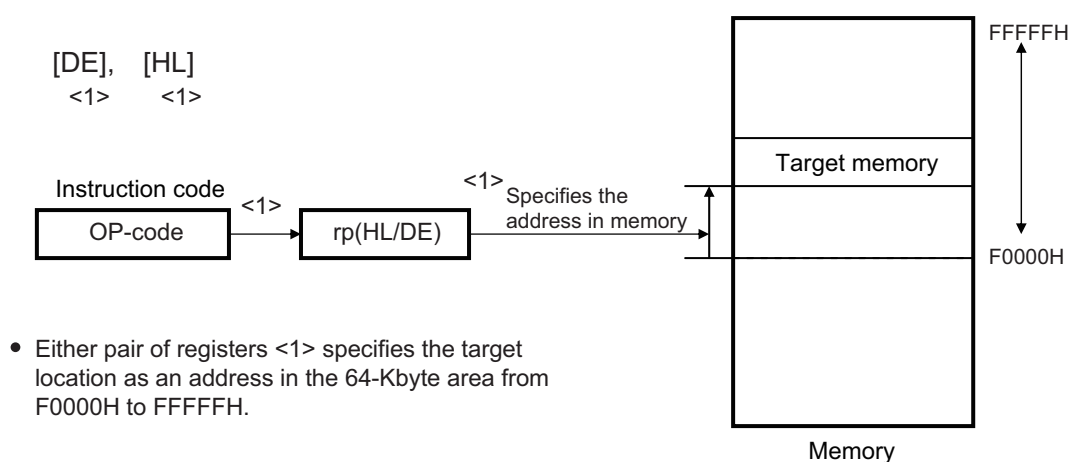 FFFFFH
[DE], [HL]
<1> <1>
Target memory
Instruction code
<1>
<1>
Specifies the
address in memory
OP-code
rp(HL/DE)
F0000H
• Either pair of registers <1> specifies the target
location as an address in the 64-Kbyte area from
F0000H to FFFFFH.
Memory